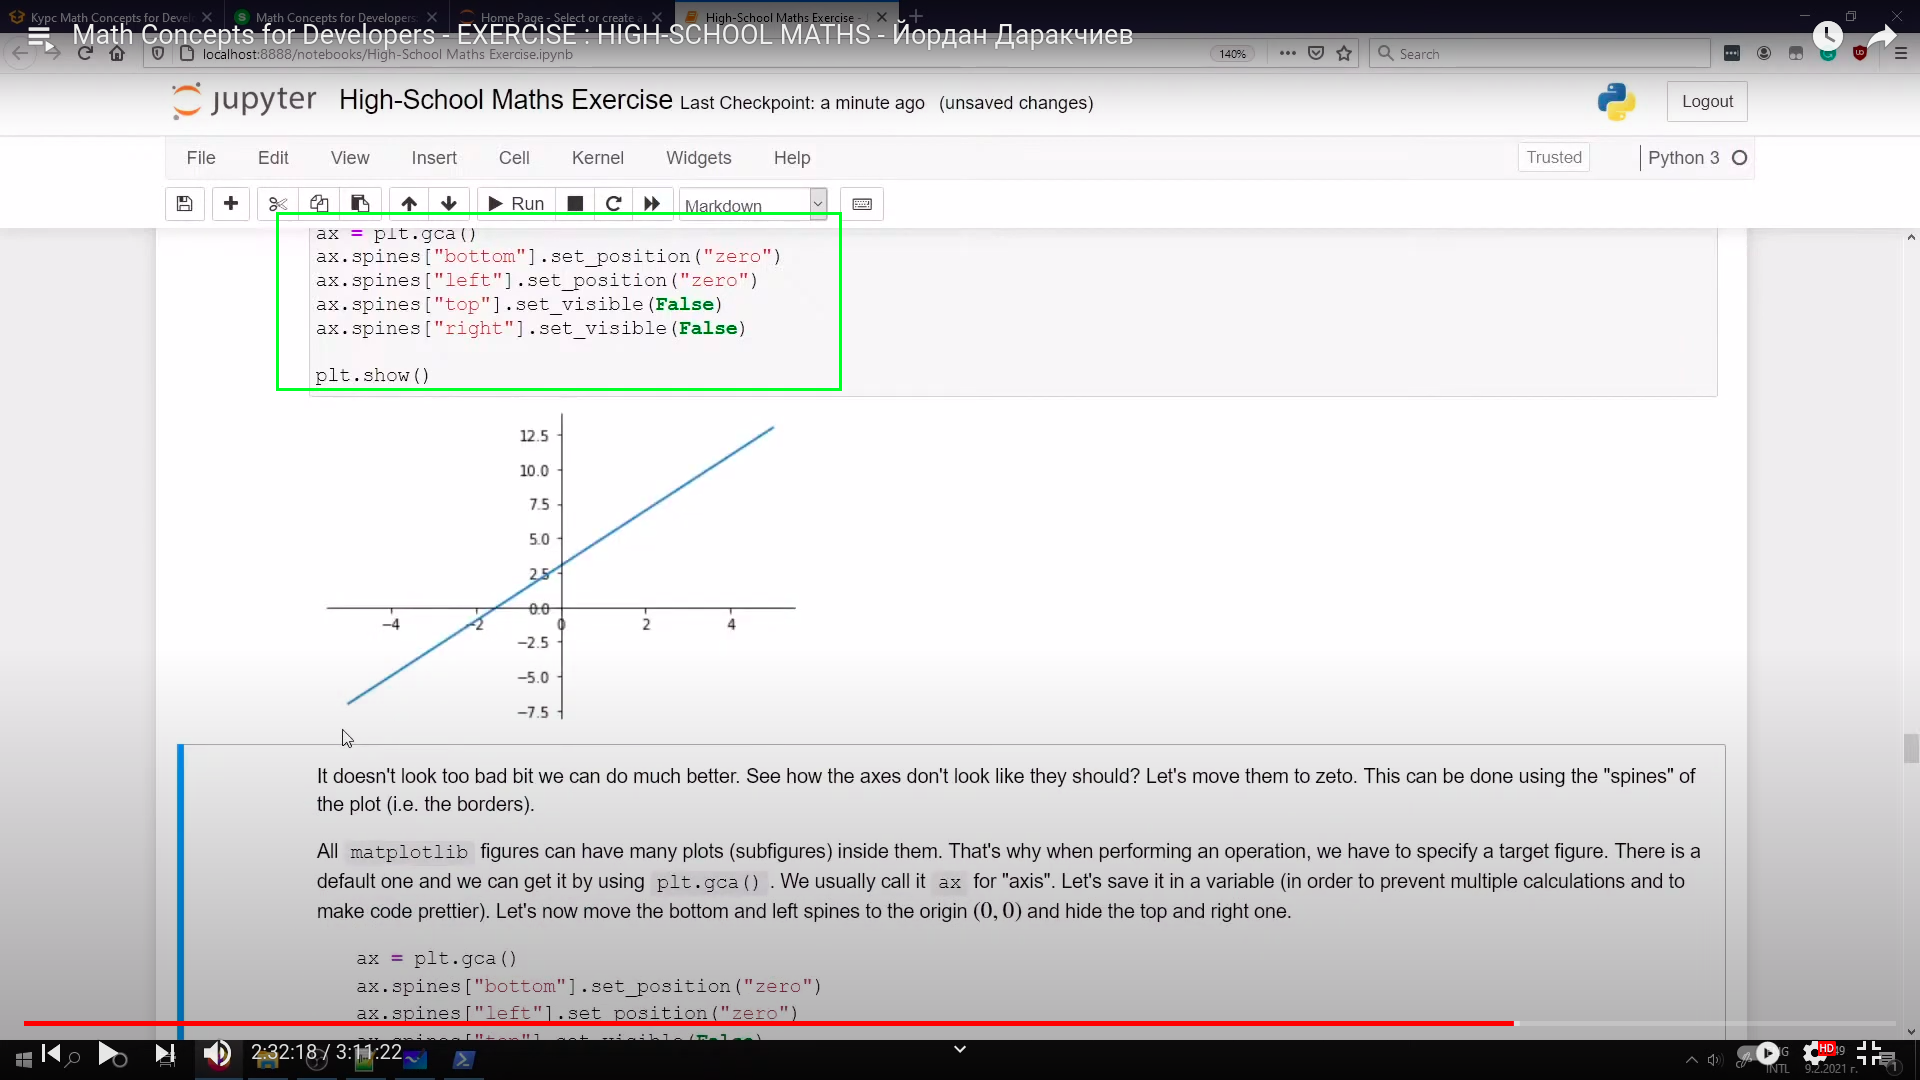 Курс Math Concepts for Devel
Math Concepts for Developers
Home Page - Select or create a
High-School Maths Exercise -
Math Concepts for Developers - EXERCISE : HIGH-SCHOOL MATHS - Йордан Даракчиев
localhost:8888/notebooks/High-School Maths Exercise.ipynb
140%
Search
jupyter High-School Maths Exercise Last Checkpoint: a minute ago (unsaved changes)
Logout
File Edit View Insert Cell Kernel Widgets Help
Trusted
Python 3
Run
Markdown
ax = plt.gca()
ax.spines["bottom"].set_position("zero")
ax.spines["left"].set_position("zero")
ax.spines["top"].set_visible(False)
ax.spines["right"].set_visible(False)
plt.show()
12.5
10.0
7.5
5.0
2.5
0.0
−4 −2 0 2 4
−2.5
−5.0
−7.5
It doesn't look too bad bit we can do much better. See how the axes don't look like they should? Let's move them to zeto. This can be done using the "spines" of
the plot (i.e. the borders).
All matplotlib figures can have many plots (subfigures) inside them. That's why when performing an operation, we have to specify a target figure. There is a
default one and we can get it by using plt.gca() . We usually call it ax for "axis". Let's save it in a variable (in order to prevent multiple calculations and to
make code prettier). Let's now move the bottom and left spines to the origin (0, 0) and hide the top and right one.
ax = plt.gca()
ax.spines["bottom"].set_position("zero")
ax.spines["left"].set_position("zero")
ax.spines["top"].set_visible(False)
2:32:18 / 3:11:22
HD
INTL
9.2.2021 г.
1